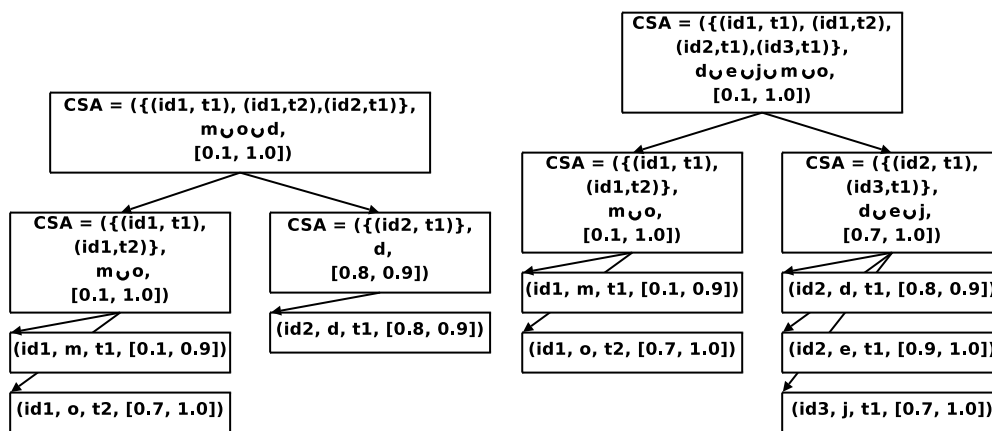 CSA = ({(id1, t1), (id1,t2),(id2,t1)},
m∪o∪d,
[0.1, 1.0])
CSA = ({(id1, t1),
(id1,t2)},
m∪o,
[0.1, 1.0])
CSA = ({(id2, t1)},
d,
[0.8, 0.9])
(id1, m, t1, [0.1, 0.9])
(id1, o, t2, [0.7, 1.0])
(id2, d, t1, [0.8, 0.9])
CSA = ({(id1, t1), (id1,t2),
(id2,t1),(id3,t1)},
d∪e∪j∪m∪o,
[0.1, 1.0])
CSA = ({(id1, t1),
(id1,t2)},
m∪o,
[0.1, 1.0])
CSA = ({(id2, t1),
(id3,t1)},
d∪e∪j,
[0.7, 1.0])
(id1, m, t1, [0.1, 0.9])
(id1, o, t2, [0.7, 1.0])
(id2, d, t1, [0.8, 0.9])
(id2, e, t1, [0.9, 1.0])
(id3, j, t1, [0.7, 1.0])